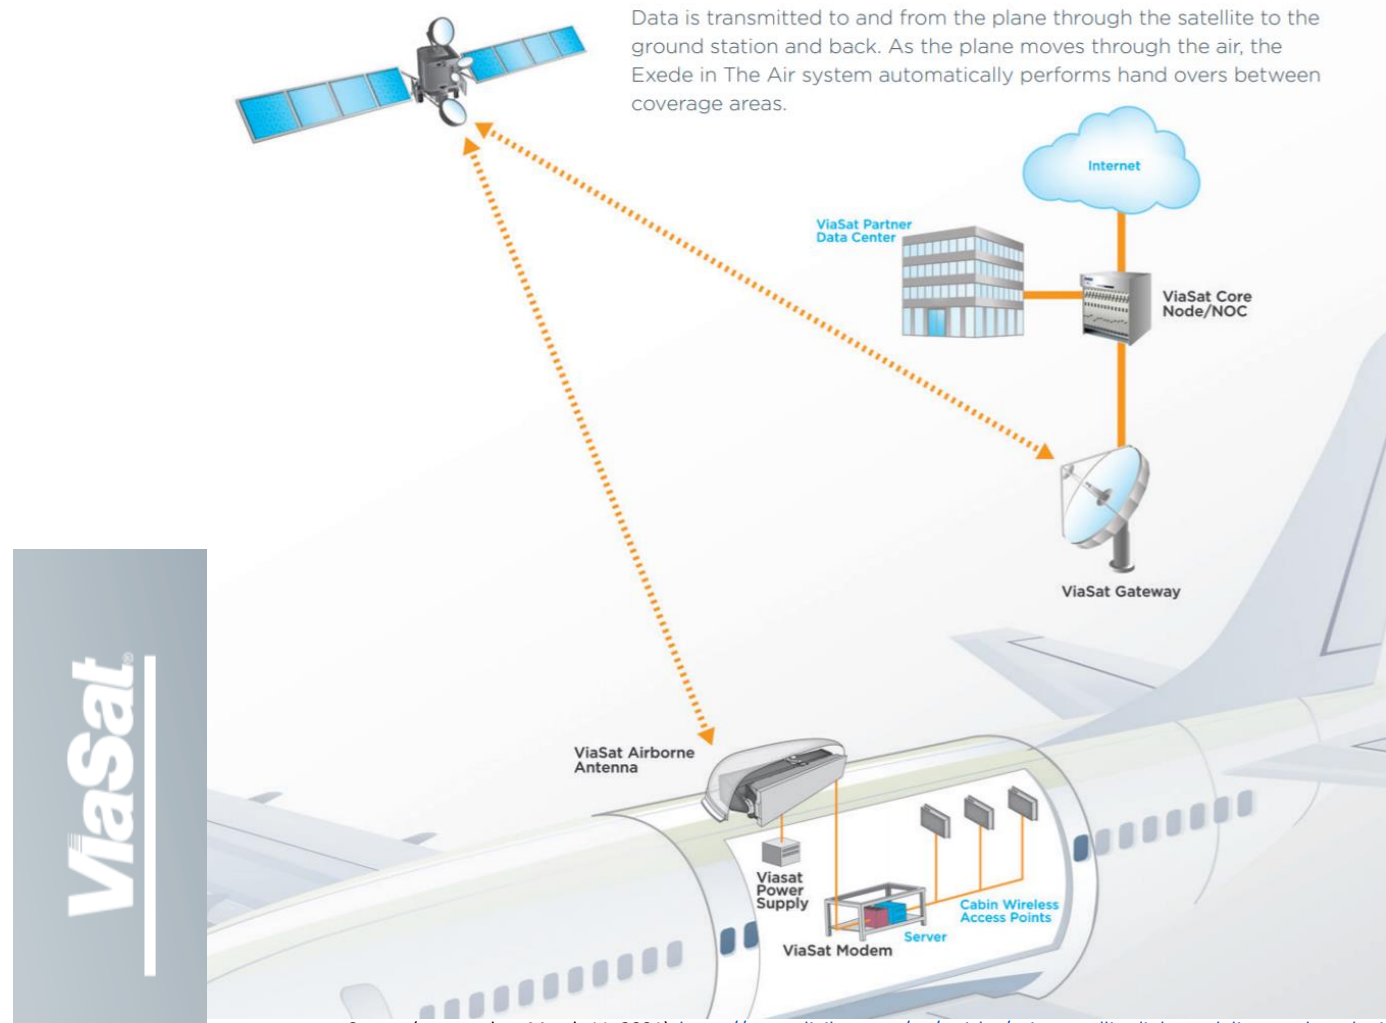 Data is transmitted to and from the plane through the satellite to the
ground station and back. As the plane moves through the air, the
Exede in The Air system automatically performs hand overs between
coverage areas.
Internet
ViaSat Partner
Data Center
ViaSat Core
Node/NOC
ViaSat Gateway
ViaSat
ViaSat Airborne
Antenna
Viasat
Power
Supply
Cabin Wireless
Access Points
Server
ViaSat Modem